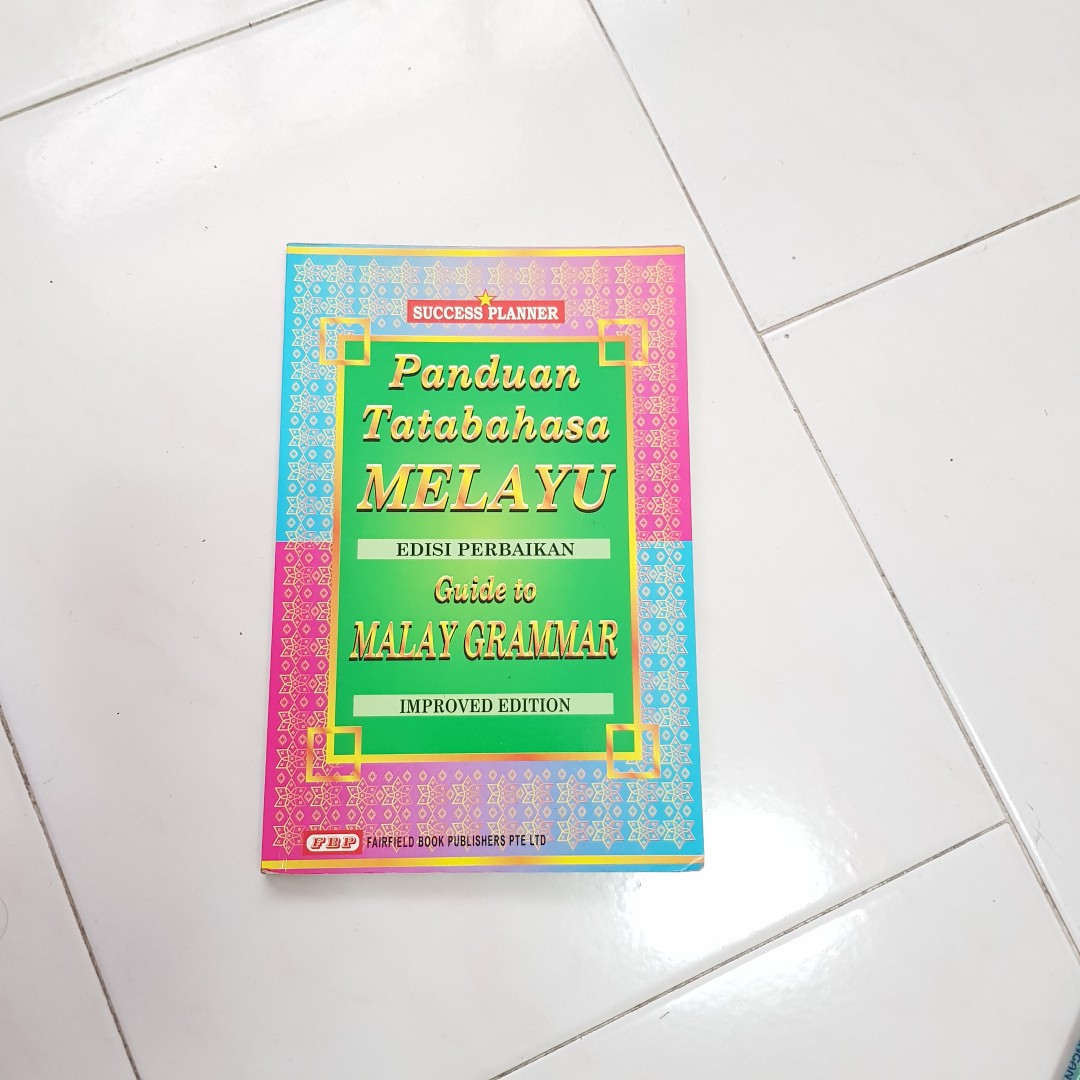 SUCCESS PLANNER
Panduan
Tatabahasa
MELAYU
EDISI PERBAIKAN
Guide to
MALAY GRAMMAR
IMPROVED EDITION
FBP FAIRFIELD BOOK PUBLISHERS PTE LTD